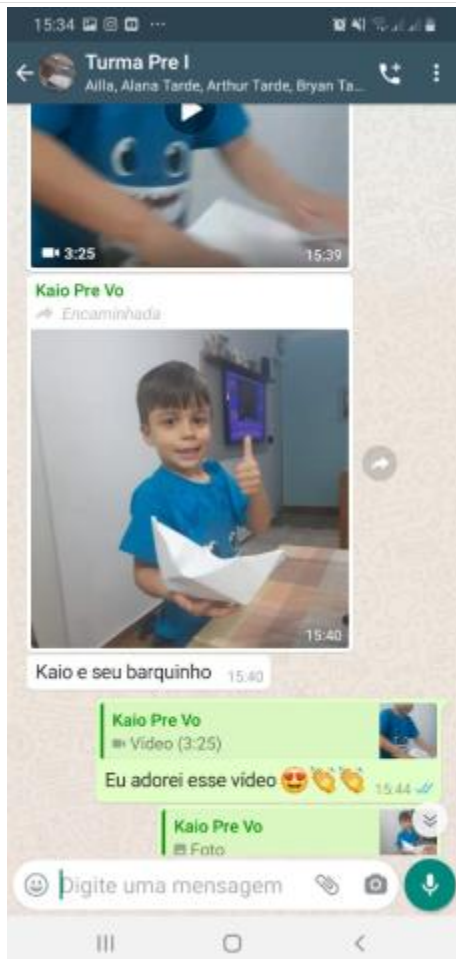 15:34
Turma Pre I
Ailla, Alana Tarde, Arthur Tarde, Bryan Ta...
3:25 15:39
Kaio Pre Vo
Encaminhada
15:40
Kaio e seu barquinho 15:40
Kaio Pre Vo
Vídeo (3:25)
Eu adorei esse vídeo 😍👏👏 15:44
Kaio Pre Vo
Foto
Digite uma mensagem